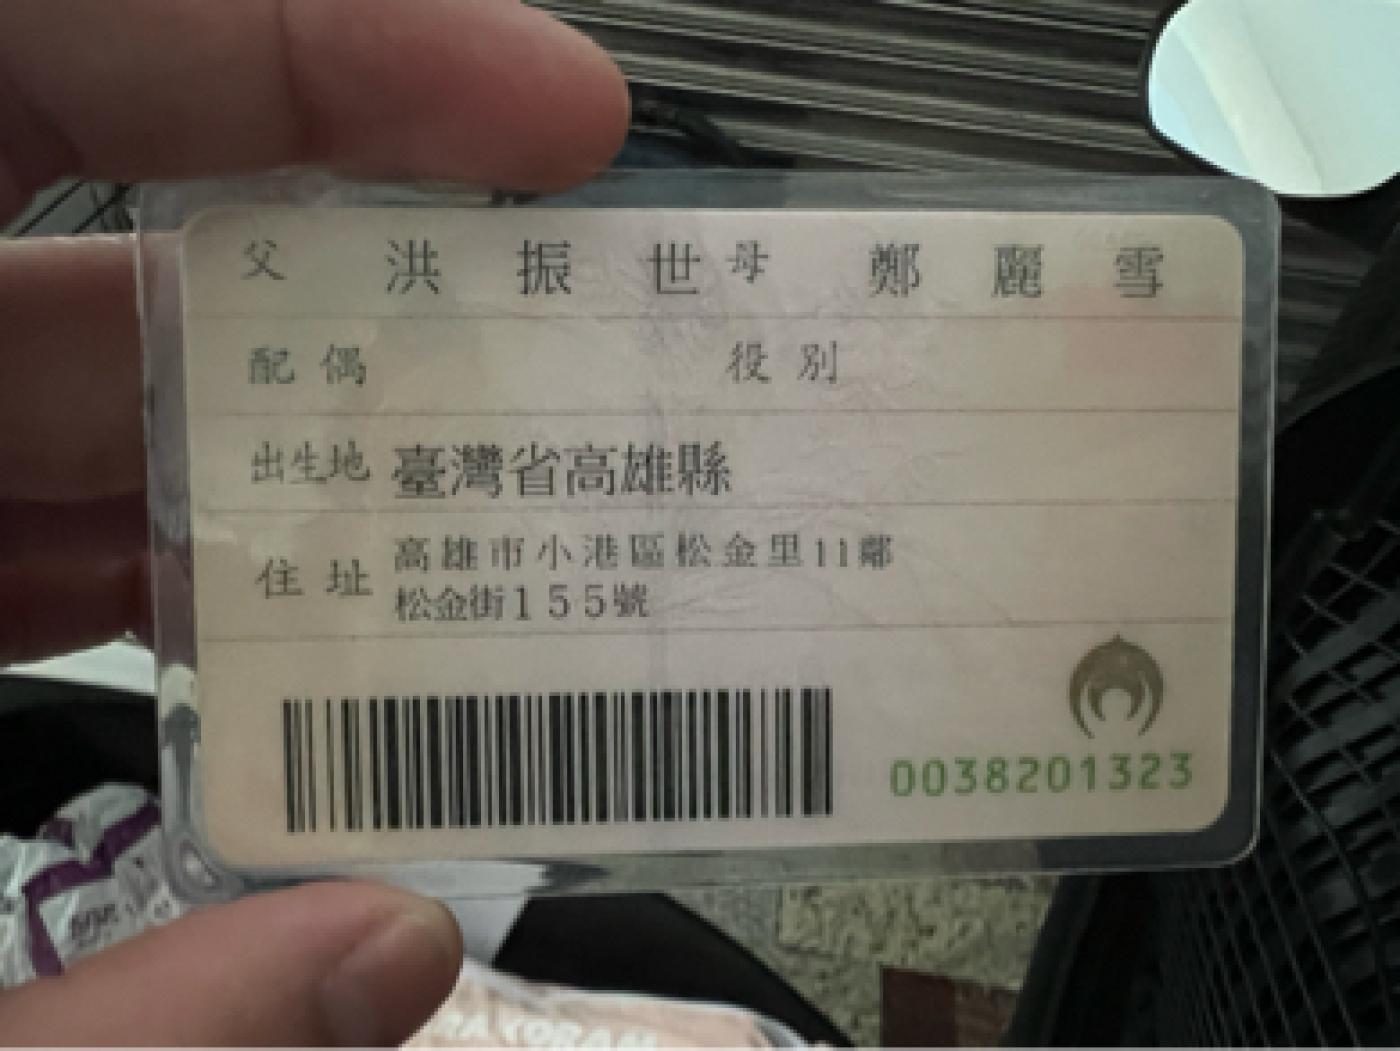 父 洪振世 母 鄭麗雪
配偶 役別
出生地 臺灣省高雄縣
住址 高雄市小港區松金里11鄰
松金街155號
0038201323